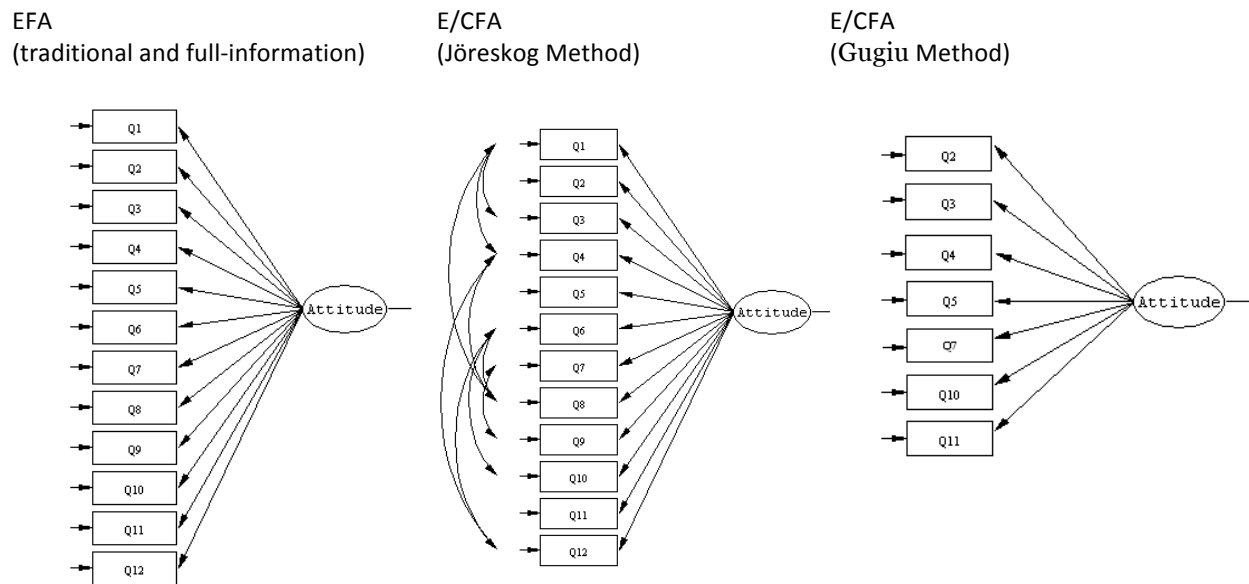 EFA
(traditional and full-information)
Q1
Q2
Q3
Q4
Q5
Q6
Q7
Q8
Q9
Q10
Q11
Q12
Attitude
E/CFA
(Jöreskog Method)
Q1
Q2
Q3
Q4
Q5
Q6
Q7
Q8
Q9
Q10
Q11
Q12
Attitude
E/CFA
(Gugiu Method)
Q2
Q3
Q4
Q5
Q7
Q10
Q11
Attitude